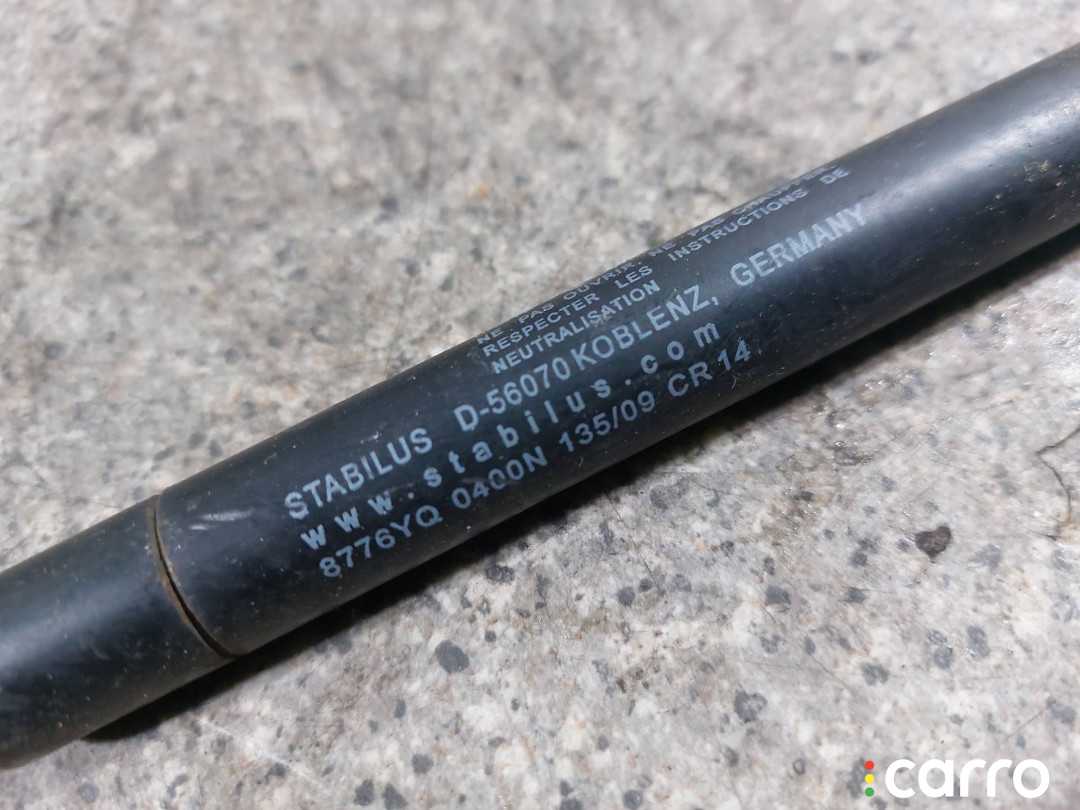 NE PAS OUVRIR. NE PAS CHAUFFER.
RESPECTER LES INSTRUCTIONS DE
NEUTRALISATION
STABILUS D-56070 KOBLENZ, GERMANY
www.stabilus.com
8776YQ 0400N 135/09 CR 14
carro